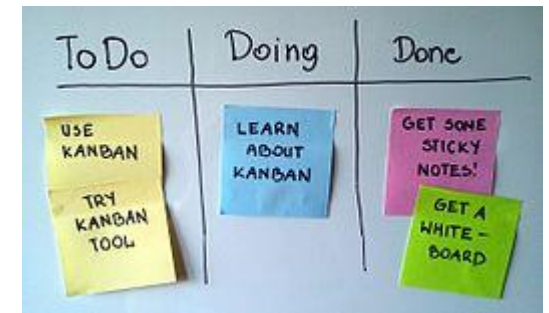 To Do
Doing
Done
USE
KANBAN
TRY
KANBAN
TOOL
LEARN
ABOUT
KANBAN
GET SOME
STICKY
NOTES!
GET A
WHITE-
BOARD